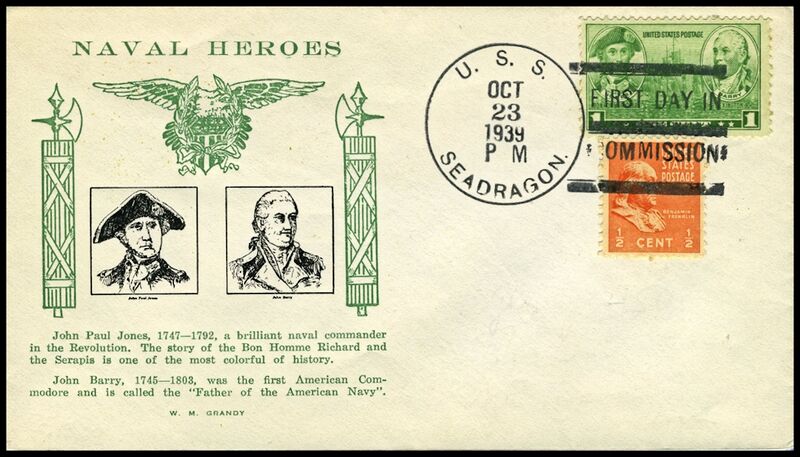 NAVAL HEROES
U. S. S.
OCT
23
1939
P M
SEADRAGON.
UNITED STATES POSTAGE
FIRST DAY IN
1 1
COMMISSION
STATES
POSTAGE
BENJAMIN
FRANKLIN
½ CENT ½
John Paul Jones
John Barry
John Paul Jones, 1747—1792, a brilliant naval commander
in the Revolution. The story of the Bon Homme Richard and
the Serapis is one of the most colorful of history.
John Barry, 1745—1803, was the first American Com-
modore and is called the "Father of the American Navy".
W. M. GRANDY